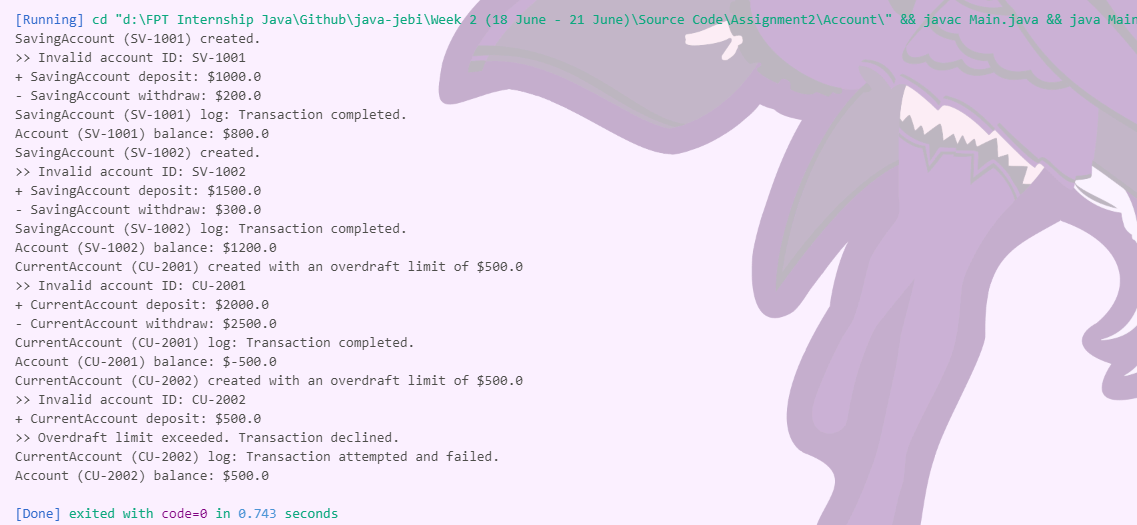 [Running] cd "d:\FPT Internship Java\Github\java-jebi\Week 2 (18 June - 21 June)\Source Code\Assignment2\Account\" && javac Main.java && java Main
SavingAccount (SV-1001) created.
>> Invalid account ID: SV-1001
+ SavingAccount deposit: $1000.0
- SavingAccount withdraw: $200.0
SavingAccount (SV-1001) log: Transaction completed.
Account (SV-1001) balance: $800.0
SavingAccount (SV-1002) created.
>> Invalid account ID: SV-1002
+ SavingAccount deposit: $1500.0
- SavingAccount withdraw: $300.0
SavingAccount (SV-1002) log: Transaction completed.
Account (SV-1002) balance: $1200.0
CurrentAccount (CU-2001) created with an overdraft limit of $500.0
>> Invalid account ID: CU-2001
+ CurrentAccount deposit: $2000.0
- CurrentAccount withdraw: $2500.0
CurrentAccount (CU-2001) log: Transaction completed.
Account (CU-2001) balance: $-500.0
CurrentAccount (CU-2002) created with an overdraft limit of $500.0
>> Invalid account ID: CU-2002
+ CurrentAccount deposit: $500.0
>> Overdraft limit exceeded. Transaction declined.
CurrentAccount (CU-2002) log: Transaction attempted and failed.
Account (CU-2002) balance: $500.0
[Done] exited with code=0 in 0.743 seconds